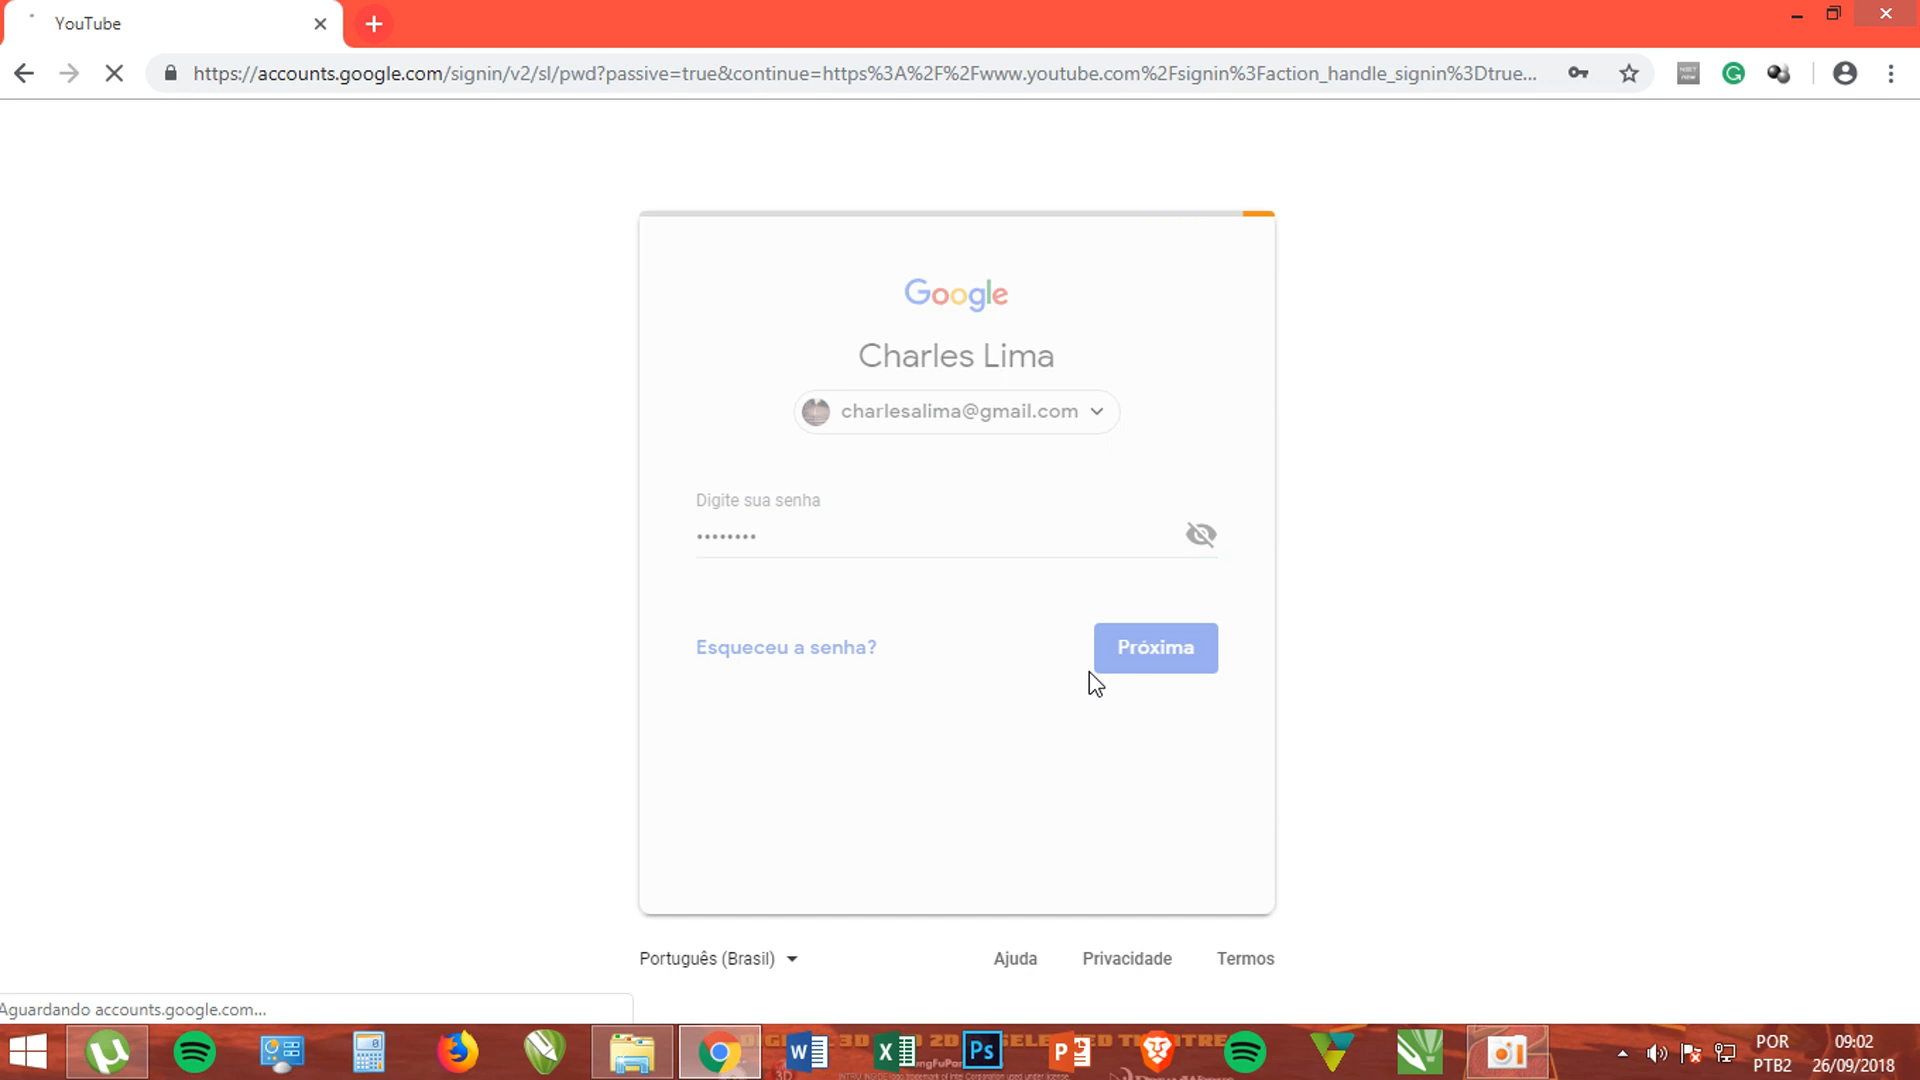 YouTube
https://accounts.google.com/signin/v2/sl/pwd?passive=true&continue=https%3A%2F%2Fwww.youtube.com%2Fsignin%3Faction_handle_signin%3Dtrue...
Google
Charles Lima
charlesalima@gmail.com
Digite sua senha
••••••••
Esqueceu a senha?
Próxima
Português (Brasil)
Ajuda
Privacidade
Termos
Aguardando accounts.google.com...
POR
PTB2
09:02
26/09/2018